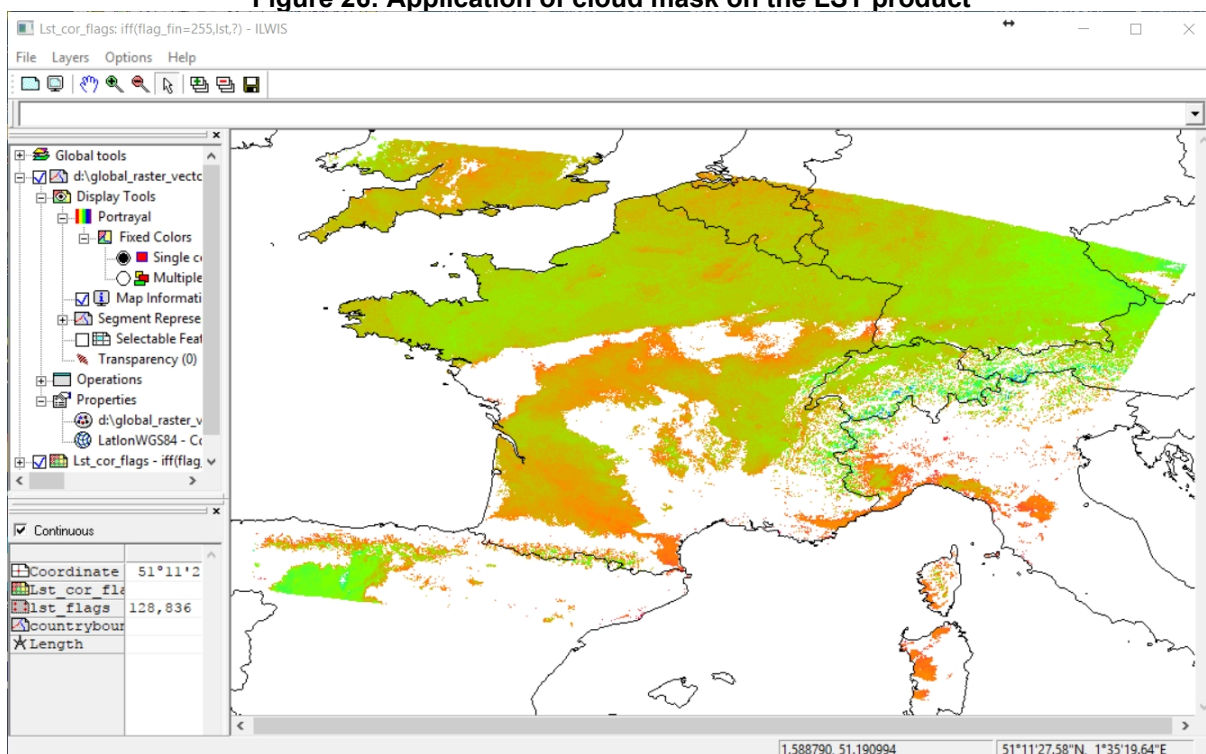 Figure 26: Application of cloud mask on the LST product
Lst_cor_flags: iff(flag_fin=255,lst,?) - ILWIS
File Layers Options Help
Global tools
d:\global_raster_vecto
Display Tools
Portrayal
Fixed Colors
Single co
Multiple
Map Informati
Segment Represe
Selectable Feat
Transparency (0)
Operations
Properties
d:\global_raster_v
LatlonWGS84 - Co
Lst_cor_flags - iff(flag_
Continuous
Coordinate 51°11'2
Lst_cor_fla
lst_flags 128,836
countrybour
Length
1.588790, 51.190994 51°11'27.58"N, 1°35'19.64"E